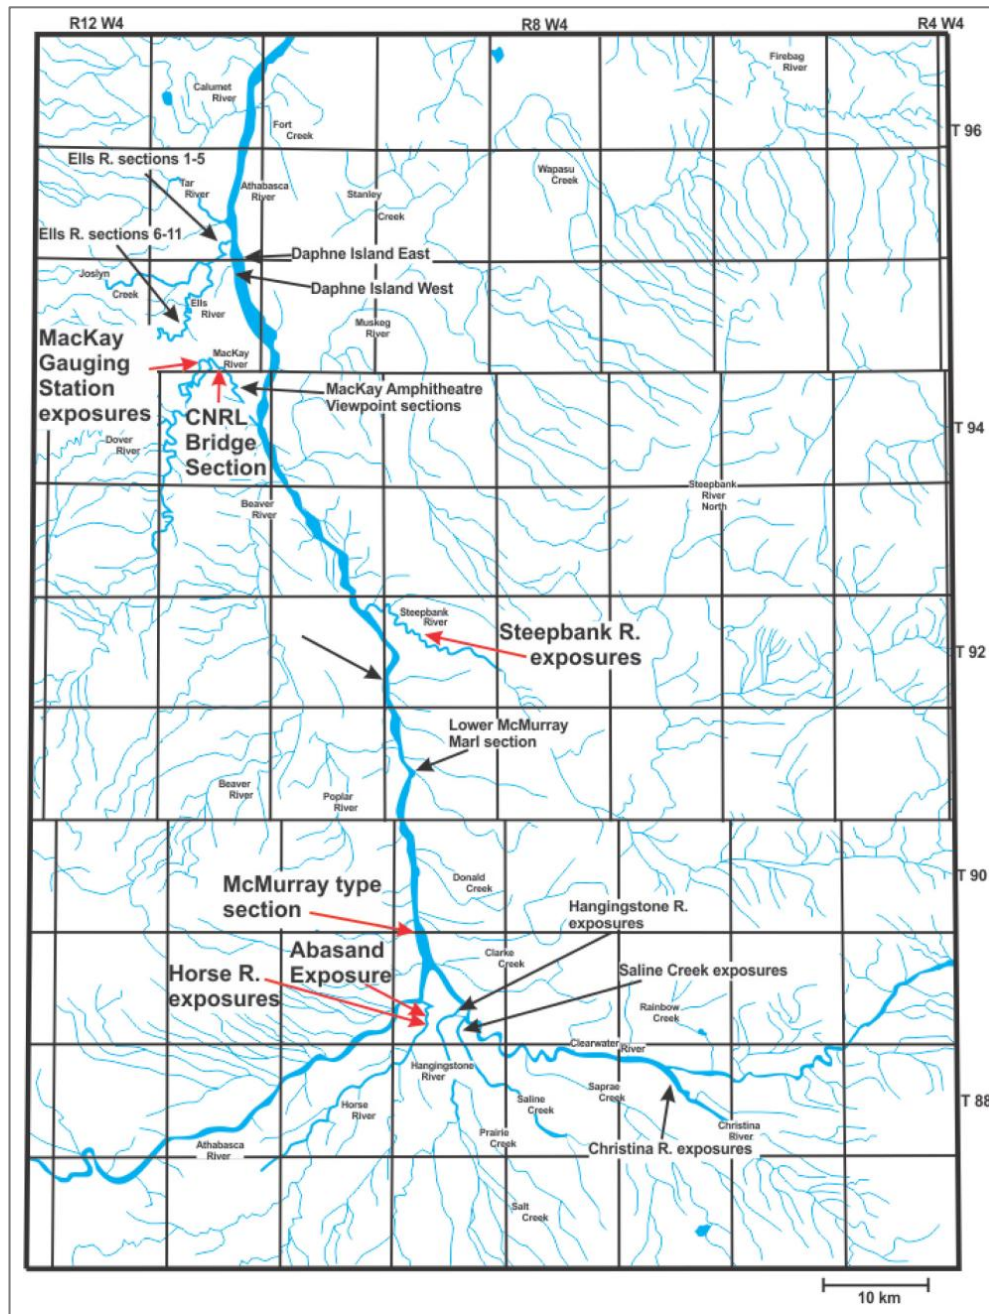 R12 W4
R8 W4
R4 W4
Firebag
River
Calumet
River
Fort
Creek
T 96
Ells R. sections 1-5
Tar
River
Athabasca
River
Stanley
Creek
Wapasu
Creek
Ells R. sections 6-11
Daphne Island East
Joslyn
Creek
Daphne Island West
Ells
River
Muskeg
River
MacKay
Gauging
Station
exposures
MacKay
River
MacKay Amphitheatre
Viewpoint sections
CNRL
Bridge
Section
Dover
River
T 94
Beaver
River
Steepbank
River
North
Steepbank
River
Steepbank R.
exposures
T 92
Lower McMurray
Marl section
Beaver
River
Poplar
River
McMurray type
section
Donald
Creek
T 90
Hangingstone R.
exposures
Abasand
Exposure
Clarke
Creek
Horse R.
exposures
Saline Creek exposures
Rainbow
Creek
Clearwater
River
Hangingstone
River
Horse
River
Saline
Creek
Saprae
Creek
T 88
Prairie
Creek
Christina
River
Athabasca
River
Christina R. exposures
Salt
Creek
10 km